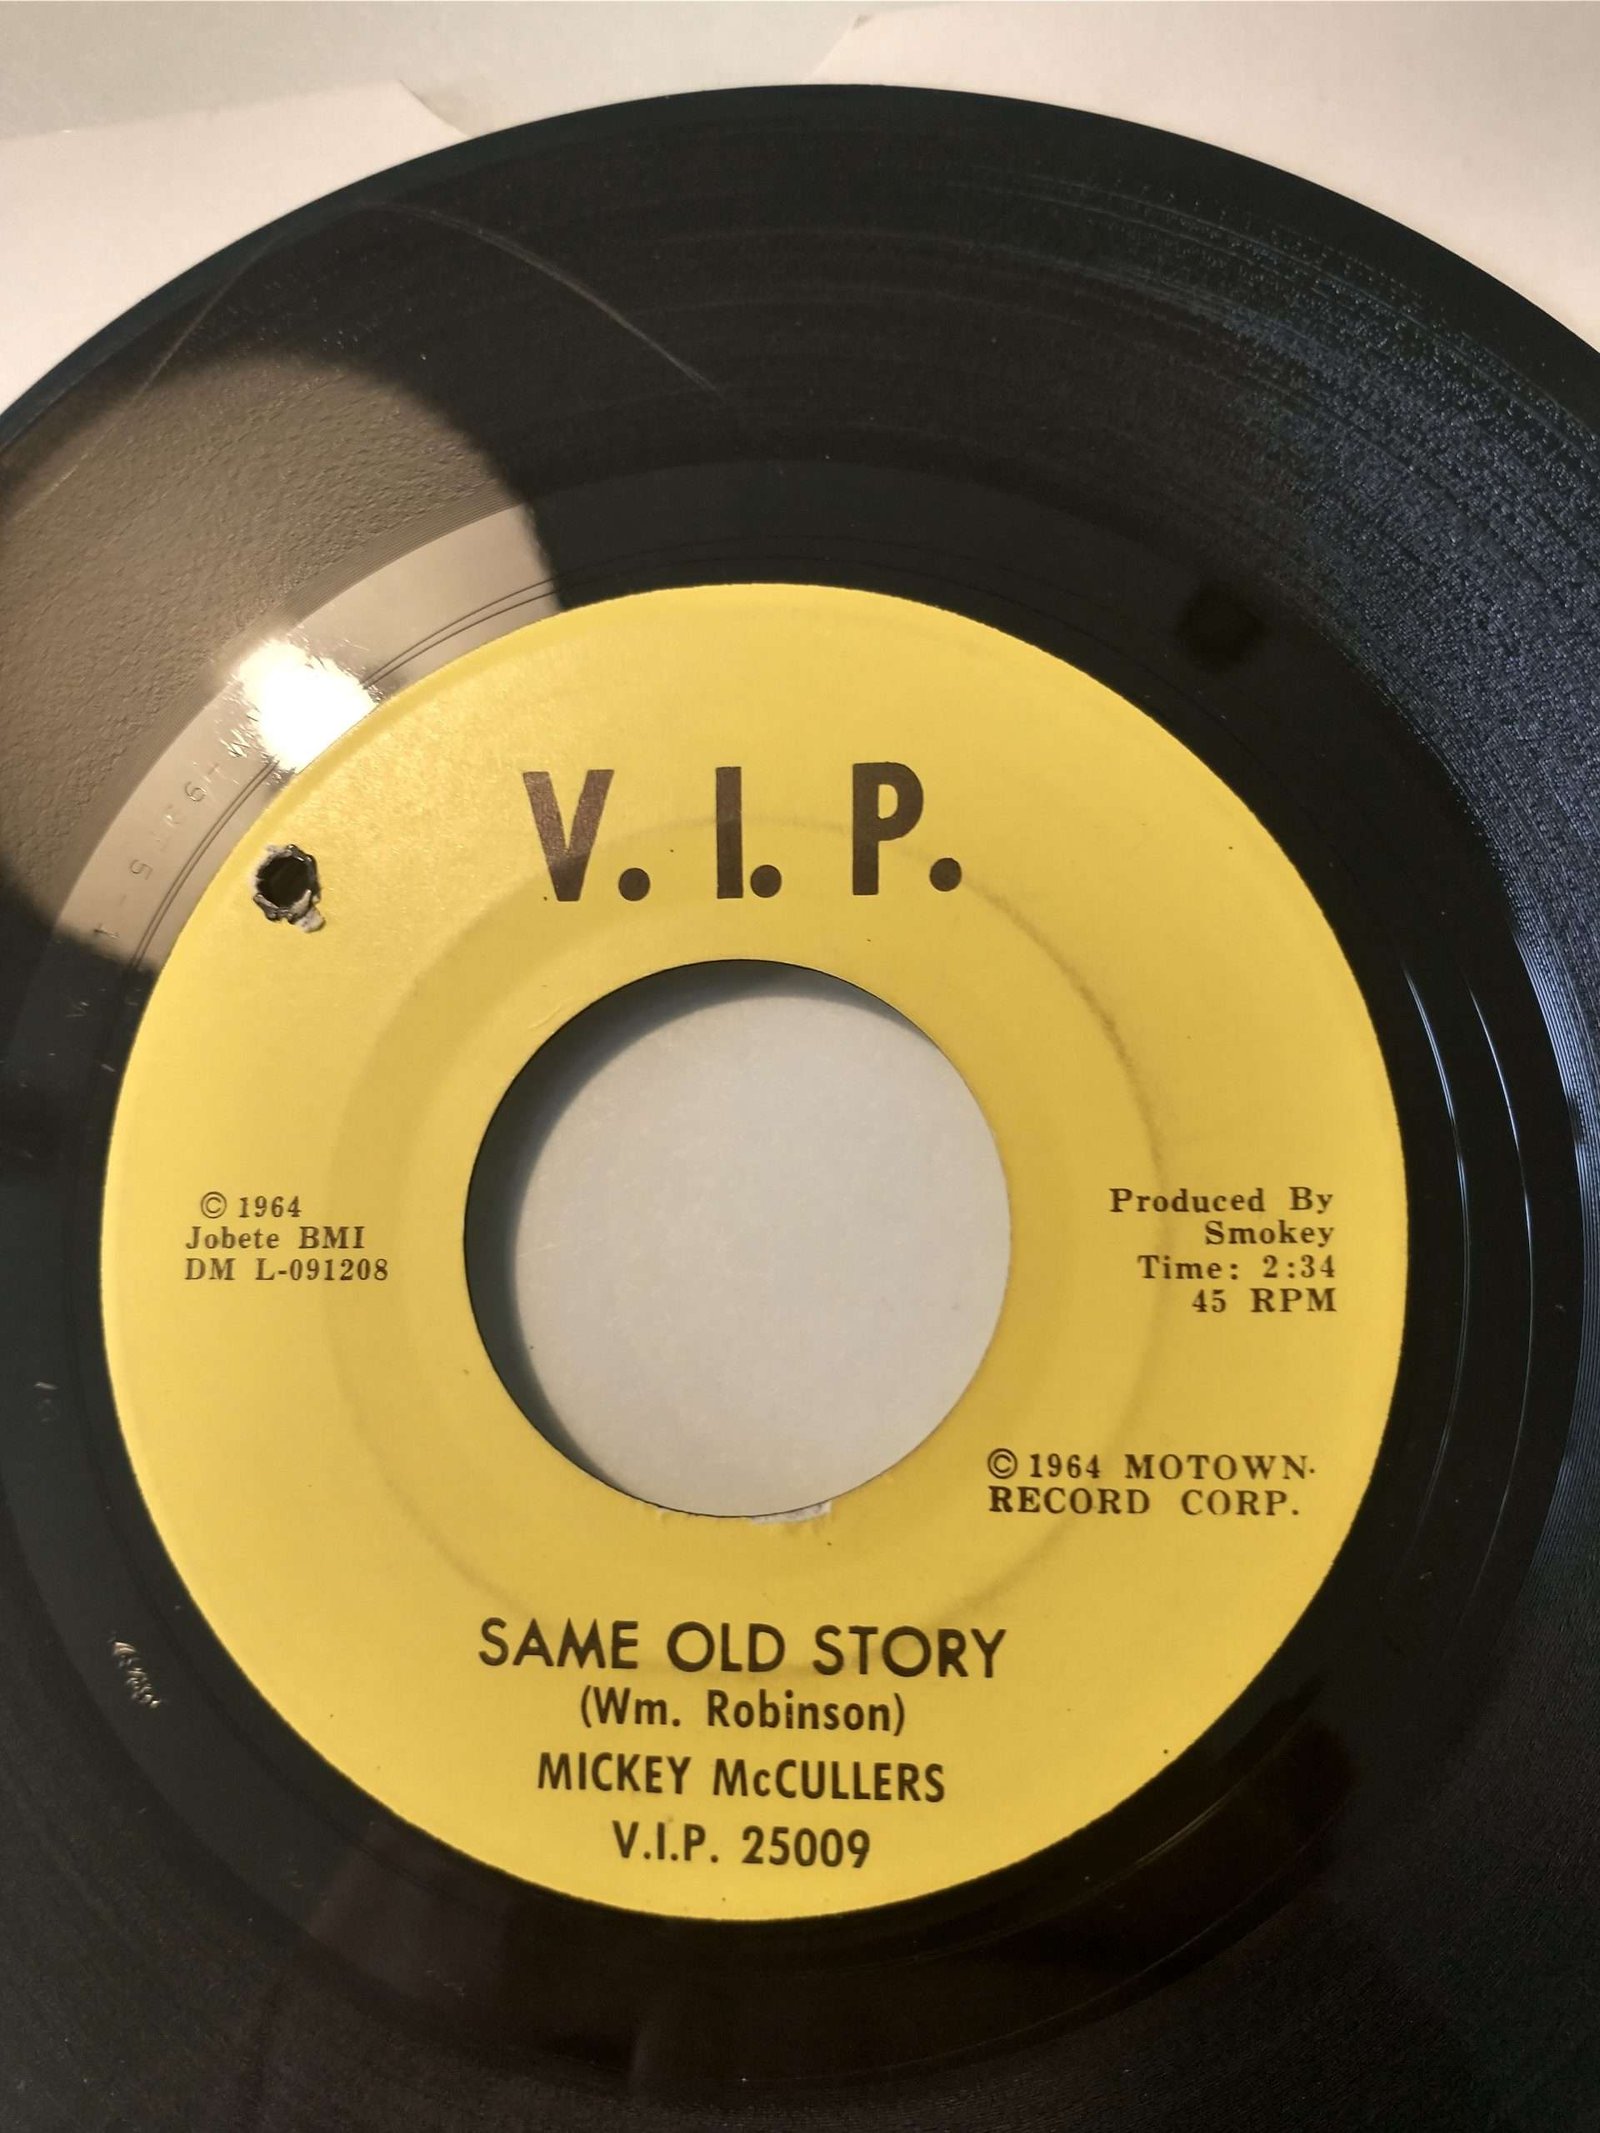 V.I.P.
© 1964
Jobete BMI
DM L-091208
Produced By
Smokey
Time: 2:34
45 RPM
© 1964 MOTOWN
RECORD CORP.
SAME OLD STORY
(Wm. Robinson)
MICKEY McCULLERS
V.I.P. 25009